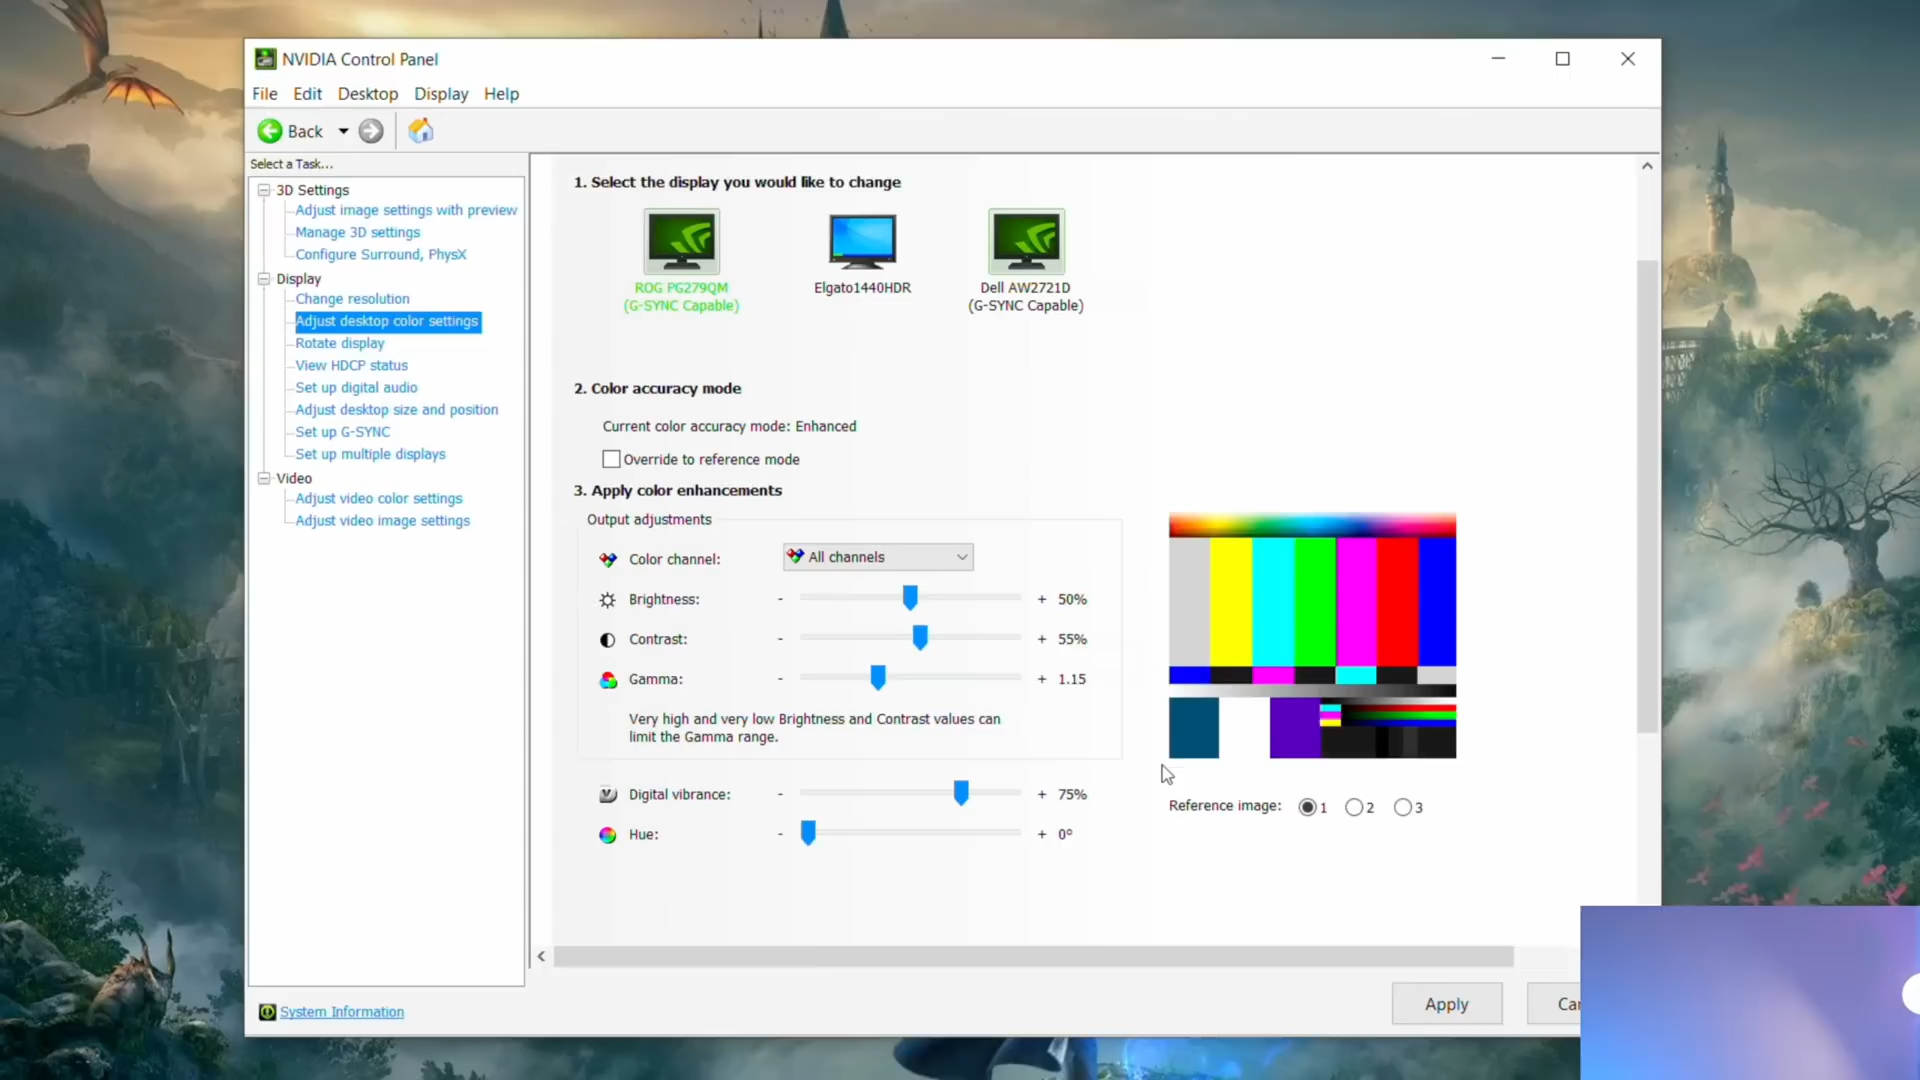 NVIDIA Control Panel
File Edit Desktop Display Help
Back
Select a Task...
3D Settings
Adjust image settings with preview
Manage 3D settings
Configure Surround, PhysX
Display
Change resolution
Adjust desktop color settings
Rotate display
View HDCP status
Set up digital audio
Adjust desktop size and position
Set up G-SYNC
Set up multiple displays
Video
Adjust video color settings
Adjust video image settings
System Information
1. Select the display you would like to change
ROG PG279QM
(G-SYNC Capable)
Elgato1440HDR
Dell AW2721D
(G-SYNC Capable)
2. Color accuracy mode
Current color accuracy mode: Enhanced
Override to reference mode
3. Apply color enhancements
Output adjustments
Color channel: All channels
Brightness: - + 50%
Contrast: - + 55%
Gamma: - + 1.15
Very high and very low Brightness and Contrast values can
limit the Gamma range.
Digital vibrance: - + 75%
Hue: - + 0°
Reference image: 1 2 3
Apply